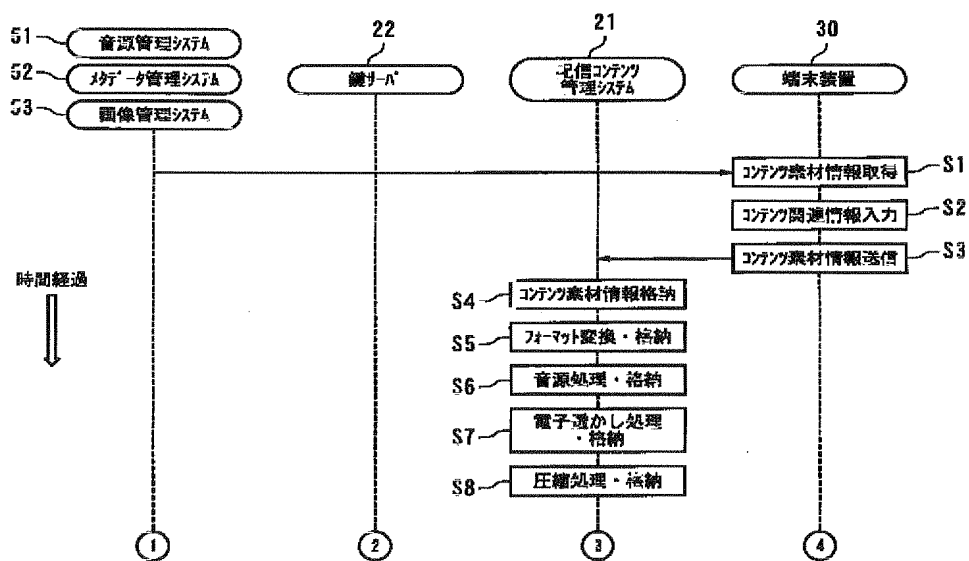 51
音源管理システム
52
メタデータ管理システム
53
画像管理システム
22
鍵サーバ
21
配信コンテンツ
管理システム
30
端末装置
コンテンツ素材情報取得
S1
コンテンツ関連情報入力
S2
コンテンツ素材情報送信
S3
時間経過
S4
コンテンツ素材情報格納
S5
フォーマット変換・格納
S6
音源処理・格納
S7
電子透かし処理
・格納
S8
圧縮処理・格納
1
2
3
4